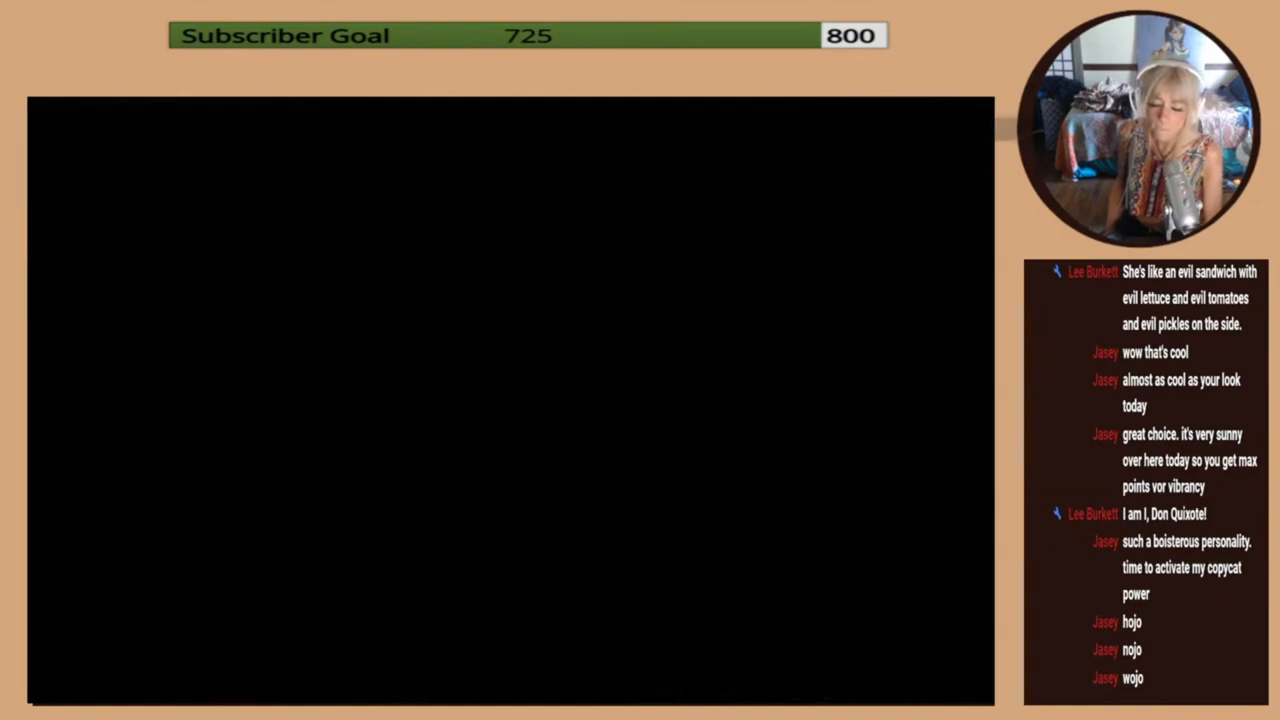 Subscriber Goal 725 800
Lee Burkett She's like an evil sandwich with
evil lettuce and evil tomatoes
and evil pickles on the side.
Jasey wow that's cool
Jasey almost as cool as your look
today
Jasey great choice. it's very sunny
over here today so you get max
points vor vibrancy
Lee Burkett I am I, Don Quixote!
Jasey such a boisterous personality.
time to activate my copycat
power
Jasey hojo
Jasey nojo
Jasey wojo